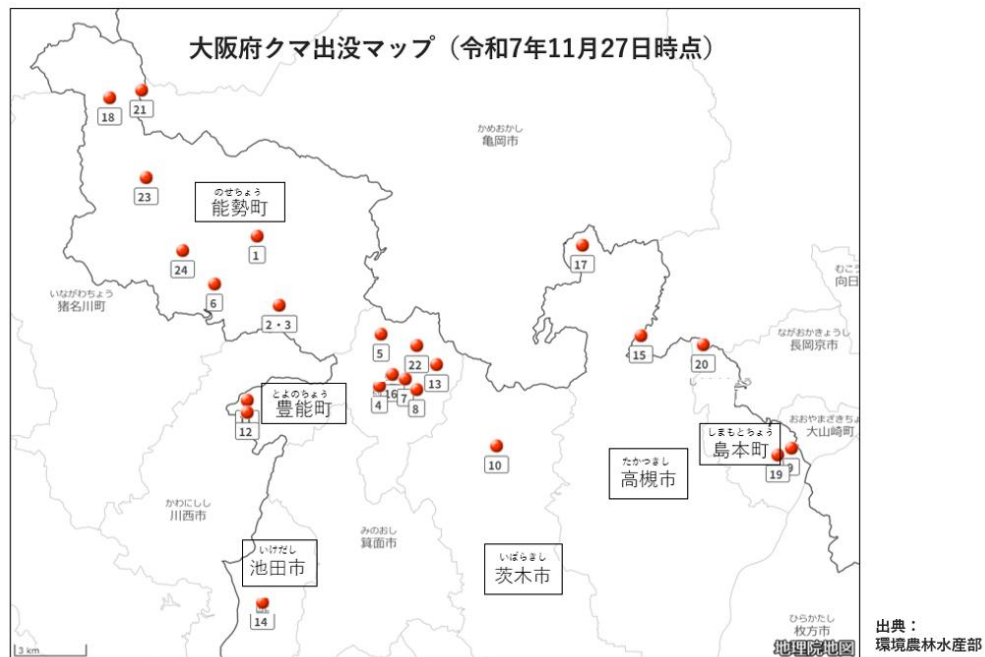 大阪府クマ出没マップ（令和7年11月27日時点）
18
21
かめおかし
亀岡市
23
のせちょう
能勢町
1
24
17
6
いながわちょう
猪名川町
2・3
むこう
向日
ながおかきょうし
長岡京市
5
22
15
20
13
16
4
7
8
とよのちょう
豊能町
12
おおやまざきちょ
大山崎町
しまもとちょう
島本町
9
19
10
たかつきし
高槻市
かわにしし
川西市
みのおし
箕面市
いけだし
池田市
いばらきし
茨木市
14
ひらかたし
枚方市
3 km
地理院地図
出典：
環境農林水産部